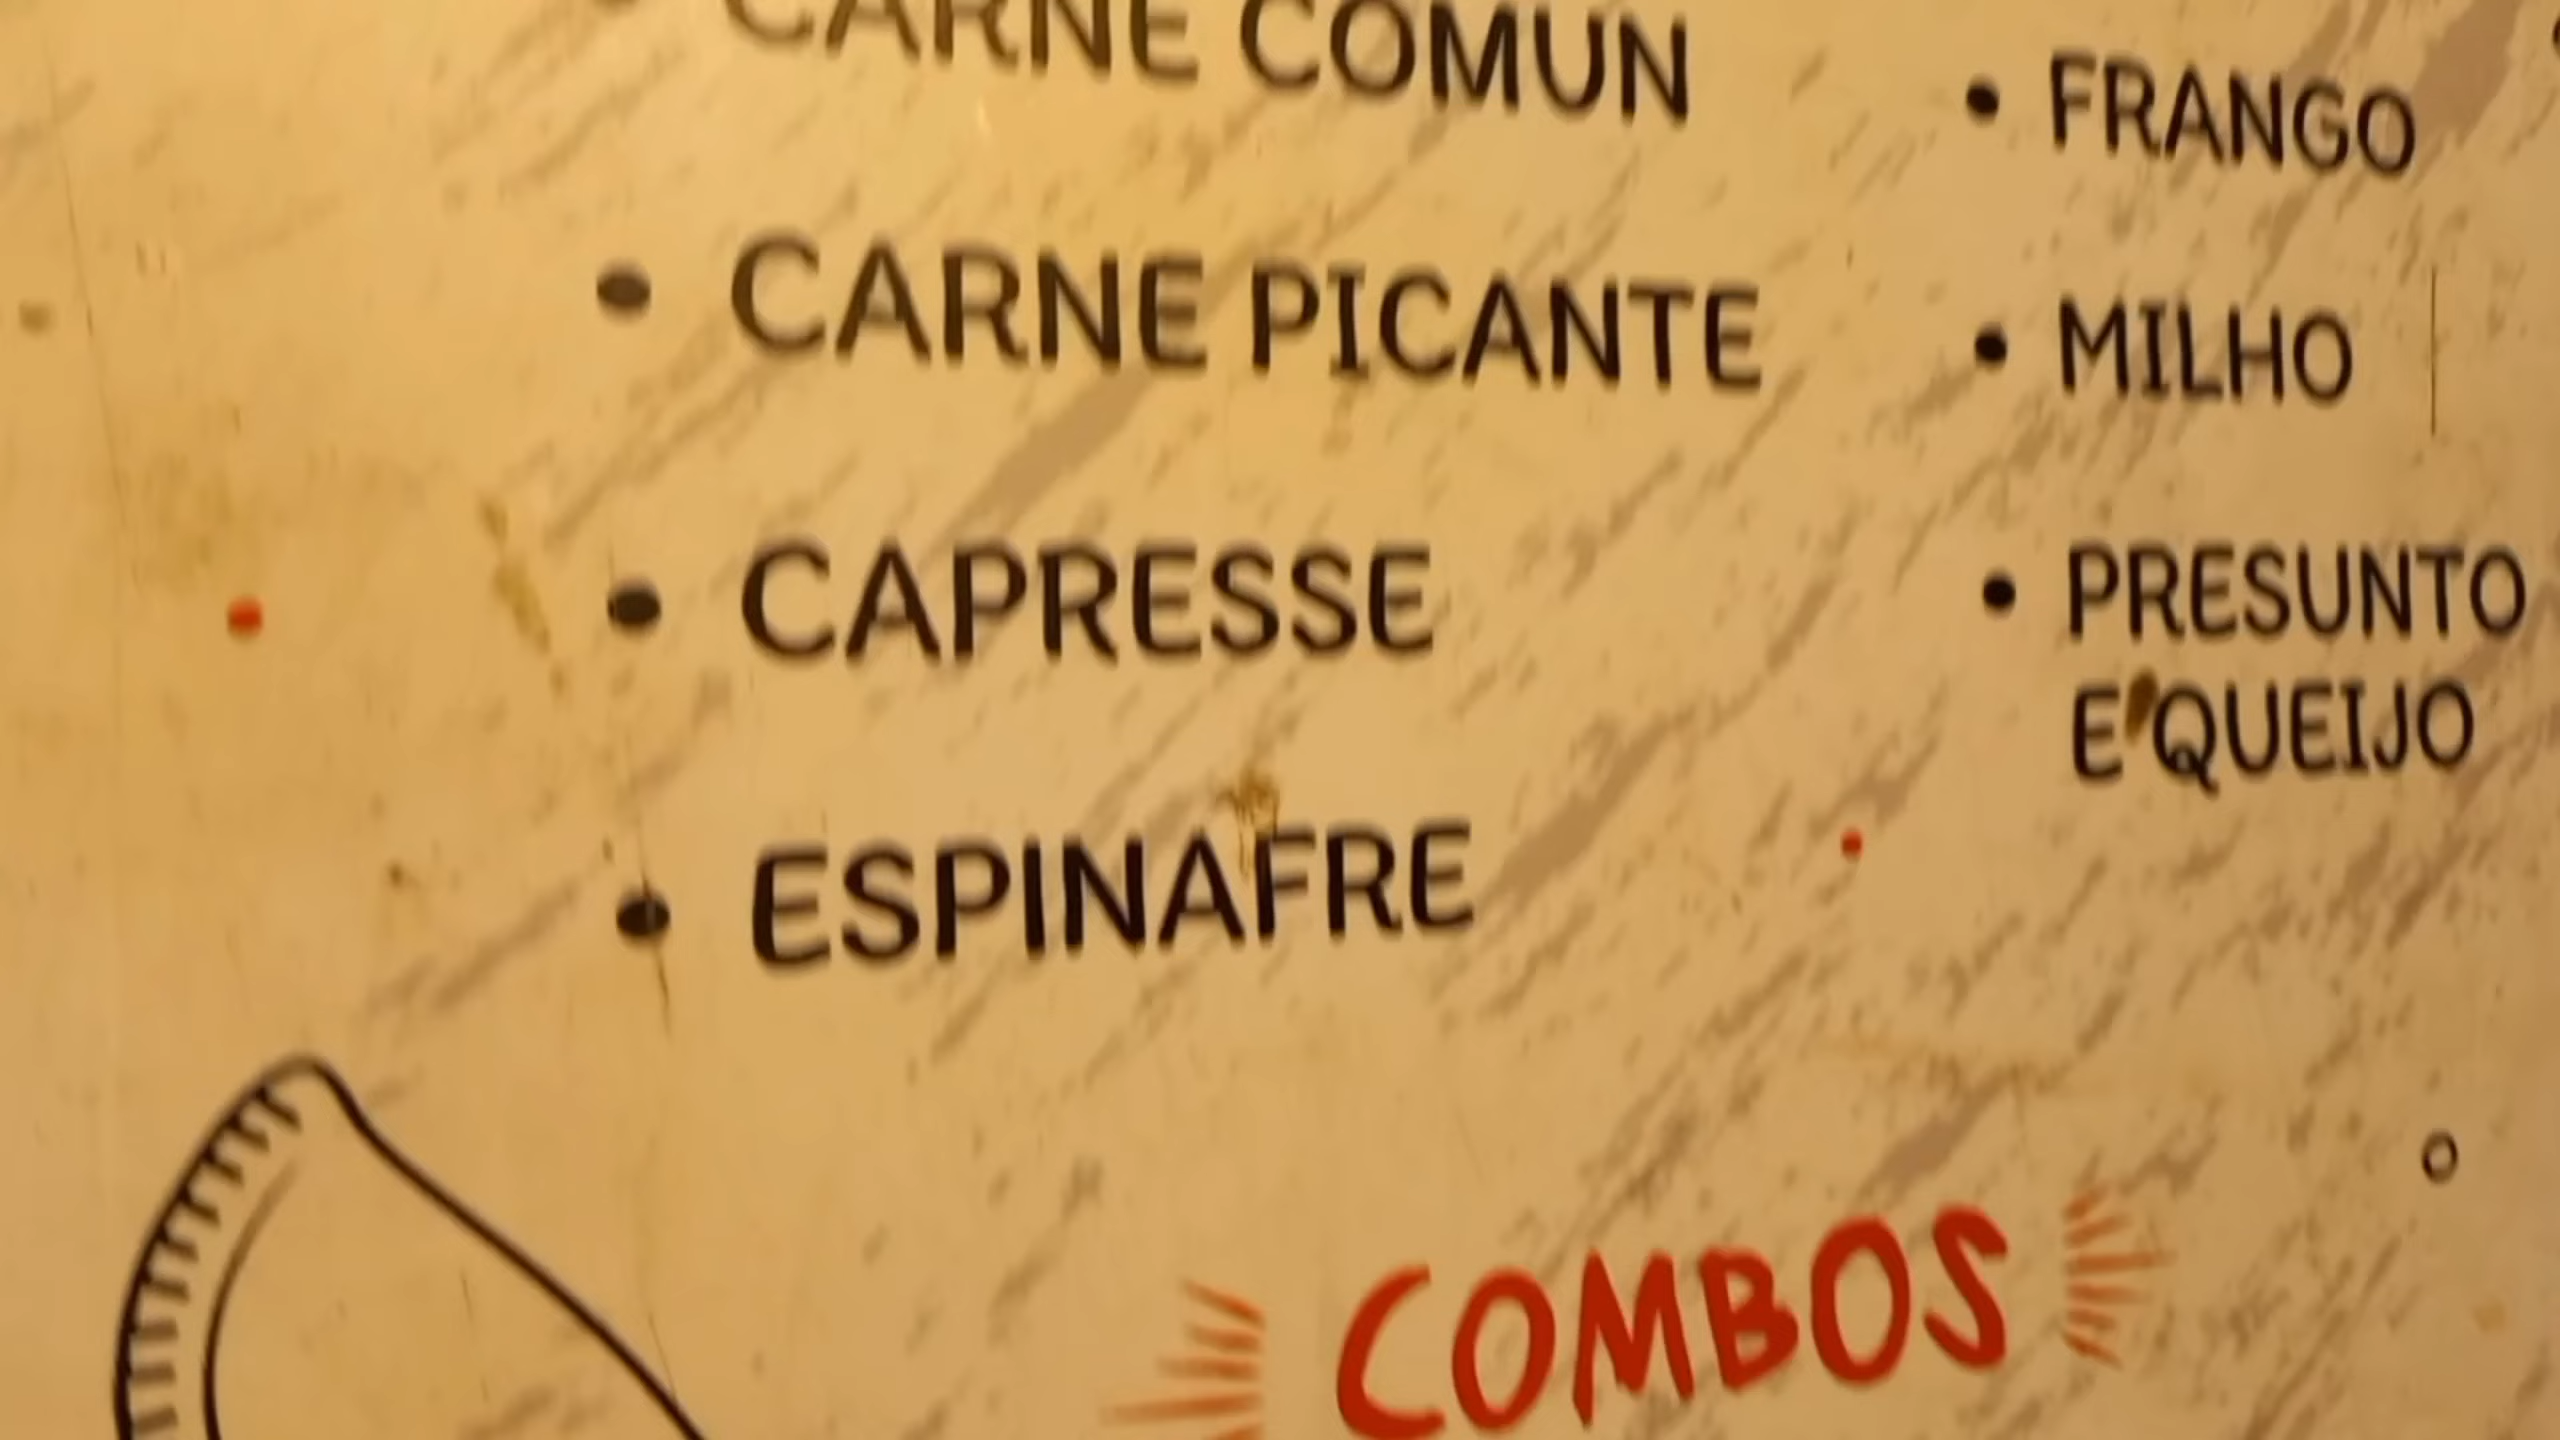 CARNE COMUN
• CARNE PICANTE
• CAPRESSE
• ESPINAFRE
• FRANGO
• MILHO
• PRESUNTO
E QUEIJO
COMBOS